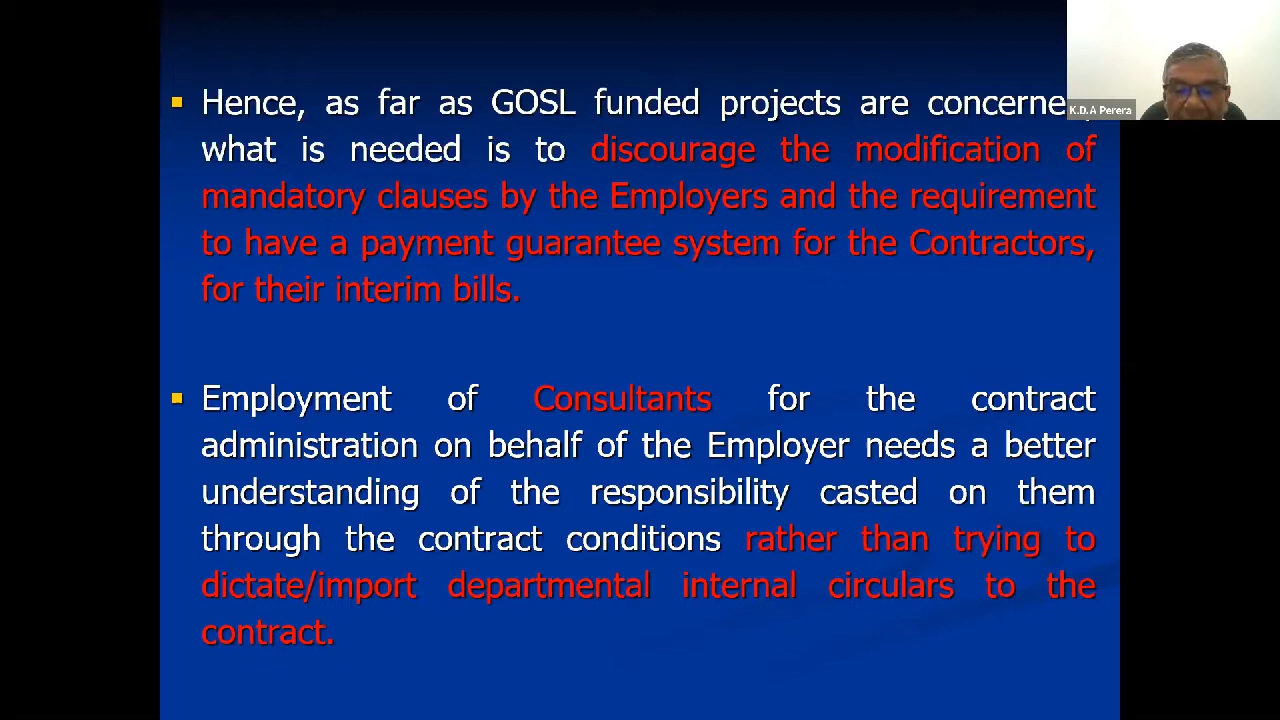 Hence, as far as GOSL funded projects are concerne
what is needed is to discourage the modification of
mandatory clauses by the Employers and the requirement
to have a payment guarantee system for the Contractors,
for their interim bills.
Employment of Consultants for the contract
administration on behalf of the Employer needs a better
understanding of the responsibility casted on them
through the contract conditions rather than trying to
dictate/import departmental internal circulars to the
contract.
K.D.A Perera